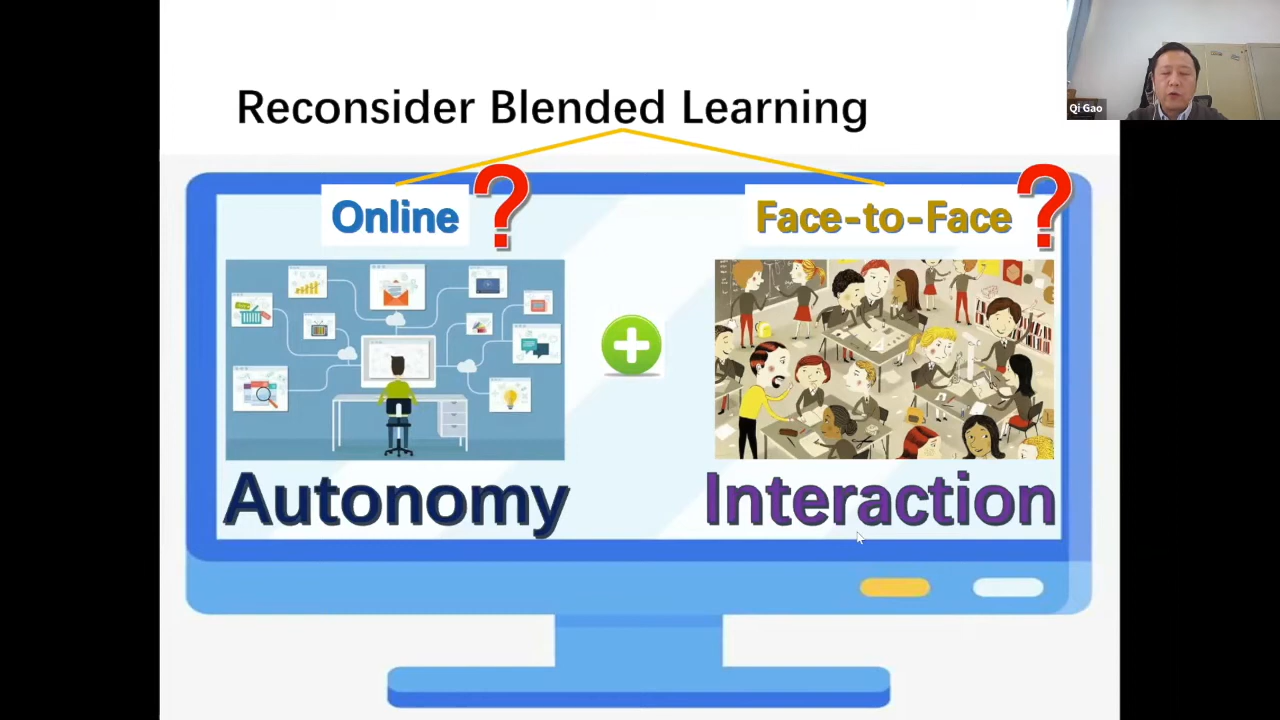 Qi Gao
Reconsider Blended Learning
Online ?
Face-to-Face ?
Autonomy
Interaction